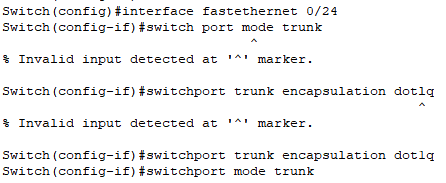 Switch(config)#interface fastethernet 0/24
Switch(config-if)#switch port mode trunk
^
% Invalid input detected at '^' marker.
Switch(config-if)#switchport trunk encapsulation dotlq
^
% Invalid input detected at '^' marker.
Switch(config-if)#switchport trunk encapsulation dot1q
Switch(config-if)#switchport mode trunk